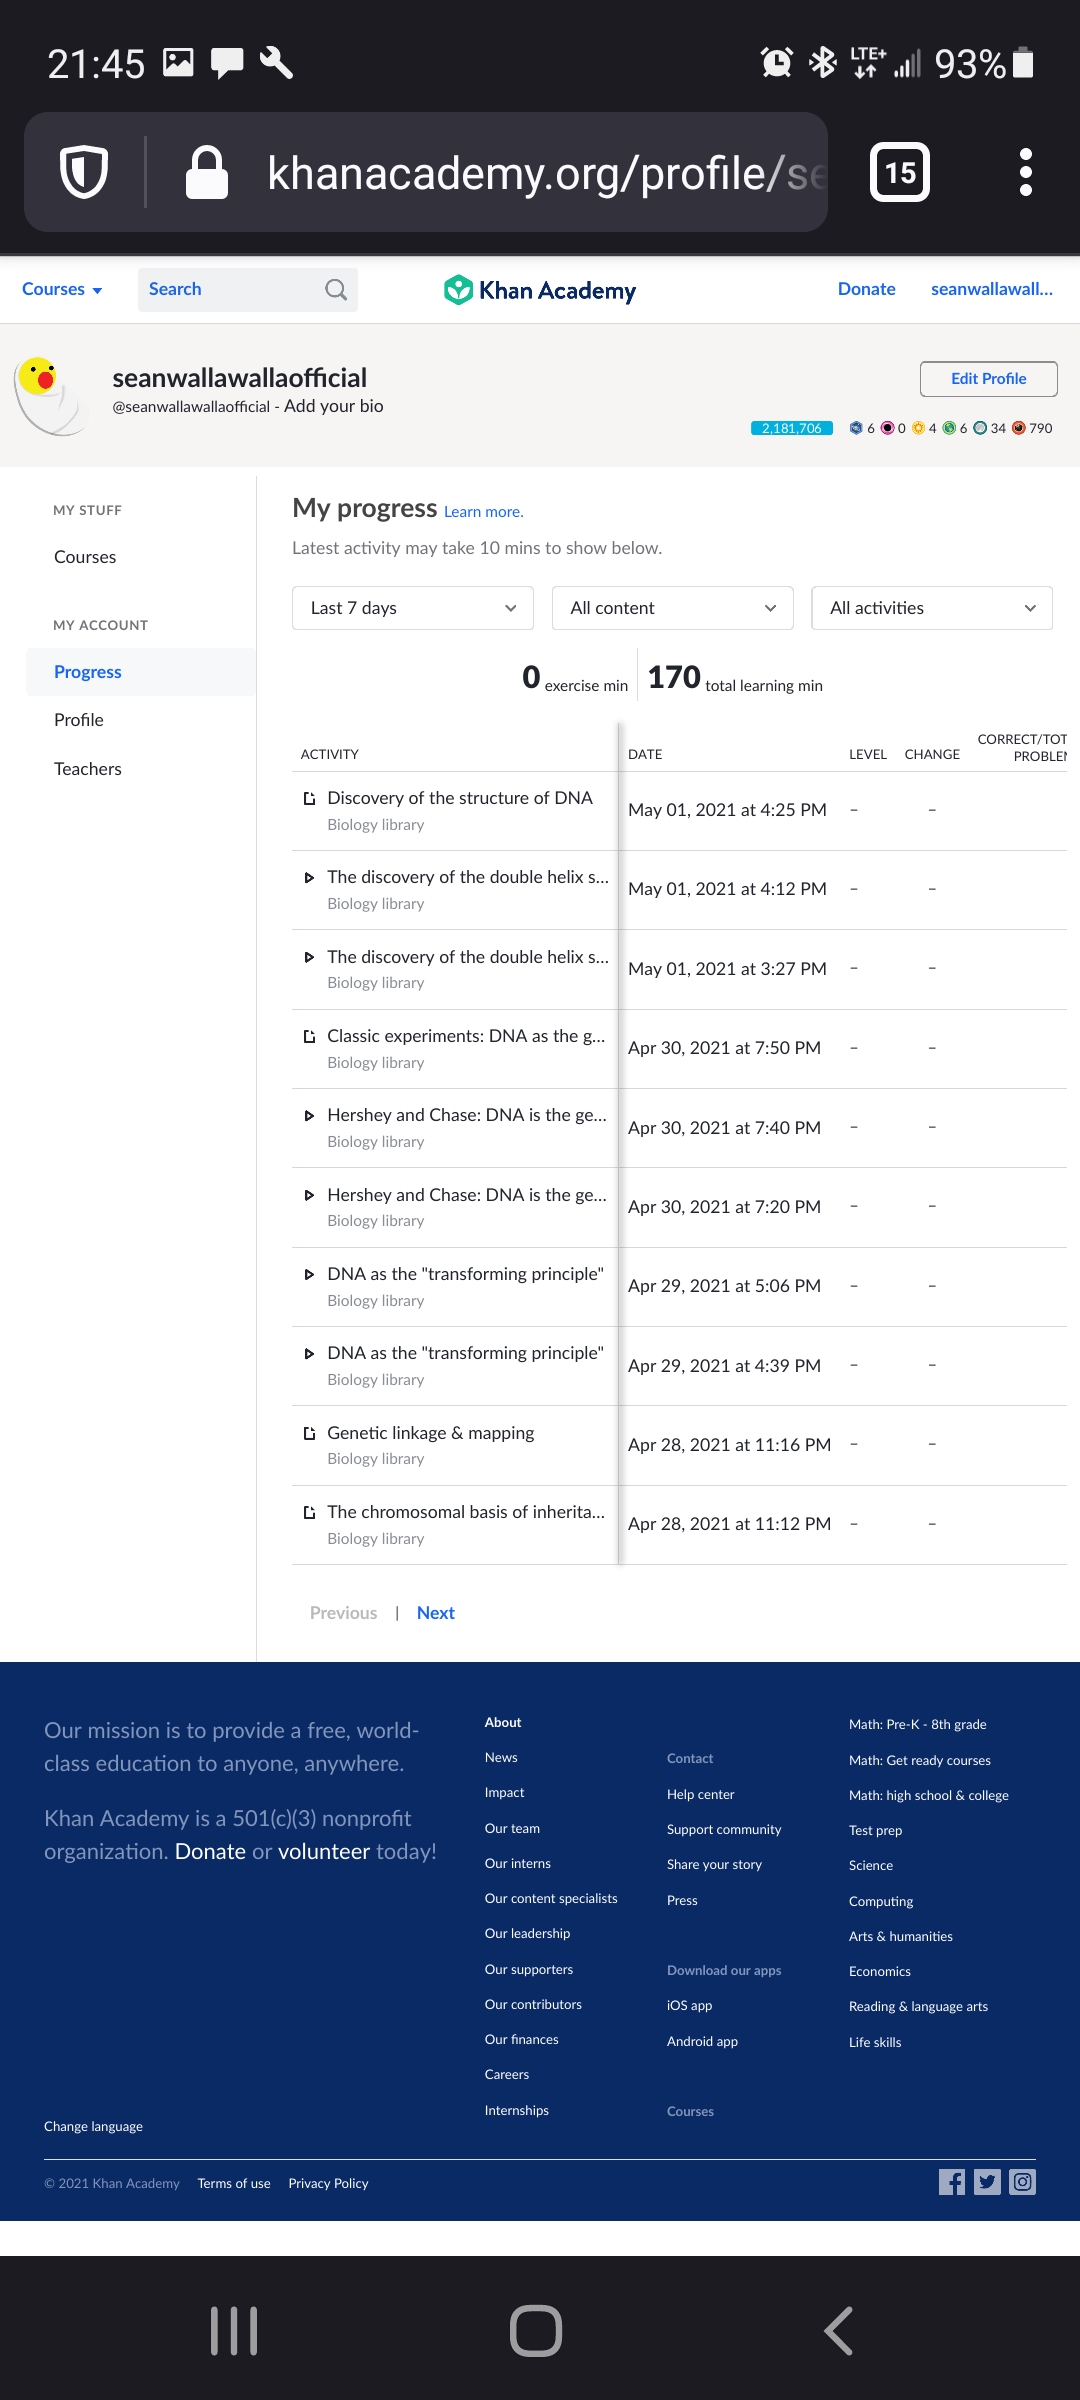 21:45
LTE+
93%
khanacademy.org/profile/se
15
Courses
Search
Khan Academy
Donate
seanwallawall...
seanwallawallaofficial
@seanwallawallaofficial - Add your bio
Edit Profile
2,181,706
6
0
4
6
34
790
MY STUFF
Courses
MY ACCOUNT
Progress
Profile
Teachers
My progress Learn more.
Latest activity may take 10 mins to show below.
Last 7 days
All content
All activities
0 exercise min
170 total learning min
ACTIVITY DATE LEVEL CHANGE CORRECT/TOT
PROBLEM
Discovery of the structure of DNA
Biology library
May 01, 2021 at 4:25 PM – –
The discovery of the double helix s...
Biology library
May 01, 2021 at 4:12 PM – –
The discovery of the double helix s...
Biology library
May 01, 2021 at 3:27 PM – –
Classic experiments: DNA as the g...
Biology library
Apr 30, 2021 at 7:50 PM – –
Hershey and Chase: DNA is the ge...
Biology library
Apr 30, 2021 at 7:40 PM – –
Hershey and Chase: DNA is the ge...
Biology library
Apr 30, 2021 at 7:20 PM – –
DNA as the "transforming principle"
Biology library
Apr 29, 2021 at 5:06 PM – –
DNA as the "transforming principle"
Biology library
Apr 29, 2021 at 4:39 PM – –
Genetic linkage & mapping
Biology library
Apr 28, 2021 at 11:16 PM – –
The chromosomal basis of inherita...
Biology library
Apr 28, 2021 at 11:12 PM – –
Previous | Next
Our mission is to provide a free, world-
class education to anyone, anywhere.
Khan Academy is a 501(c)(3) nonprofit
organization. Donate or volunteer today!
Change language
About
News
Impact
Our team
Our interns
Our content specialists
Our leadership
Our supporters
Our contributors
Our finances
Careers
Internships
Contact
Help center
Support community
Share your story
Press
Download our apps
iOS app
Android app
Courses
Math: Pre-K - 8th grade
Math: Get ready courses
Math: high school & college
Test prep
Science
Computing
Arts & humanities
Economics
Reading & language arts
Life skills
© 2021 Khan Academy Terms of use Privacy Policy